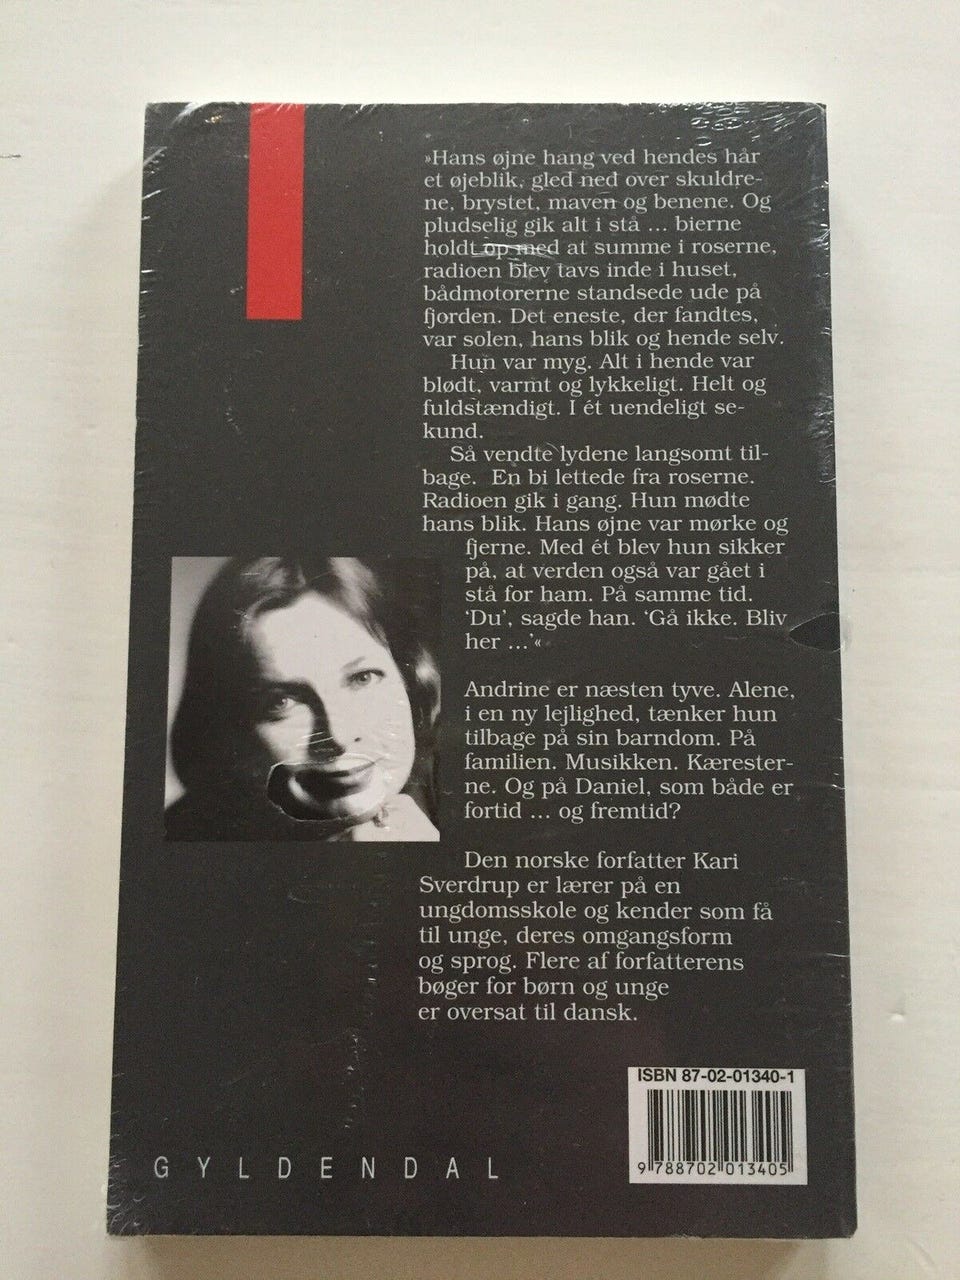 »Hans øjne hang ved hendes hår
et øjeblik, gled ned over skuldre-
ne, brystet, maven og benene. Og
pludselig gik alt i stå ... bierne
holdt op med at summe i roserne,
radioen blev tavs inde i huset,
bådmotorerne standsede ude på
fjorden. Det eneste, der fandtes,
var solen, hans blik og hende selv.
Hun var myg. Alt i hende var
blødt, varmt og lykkeligt. Helt og
fuldstændigt. I ét uendeligt se-
kund.
Så vendte lydene langsomt til-
bage. En bi lettede fra roserne.
Radioen gik i gang. Hun mødte
hans blik. Hans øjne var mørke og
fjerne. Med ét blev hun sikker
på, at verden også var gået i
stå for ham. På samme tid.
'Du', sagde han. 'Gå ikke. Bliv
her ...'«
Andrine er næsten tyve. Alene,
i en ny lejlighed, tænker hun
tilbage på sin barndom. På
familien. Musikken. Kærester-
ne. Og på Daniel, som både er
fortid ... og fremtid?
Den norske forfatter Kari
Sverdrup er lærer på en
ungdomsskole og kender som få
til unge, deres omgangsform
og sprog. Flere af forfatterens
bøger for børn og unge
er oversat til dansk.
ISBN 87-02-01340-1
9 788702 013405
GYLDENDAL